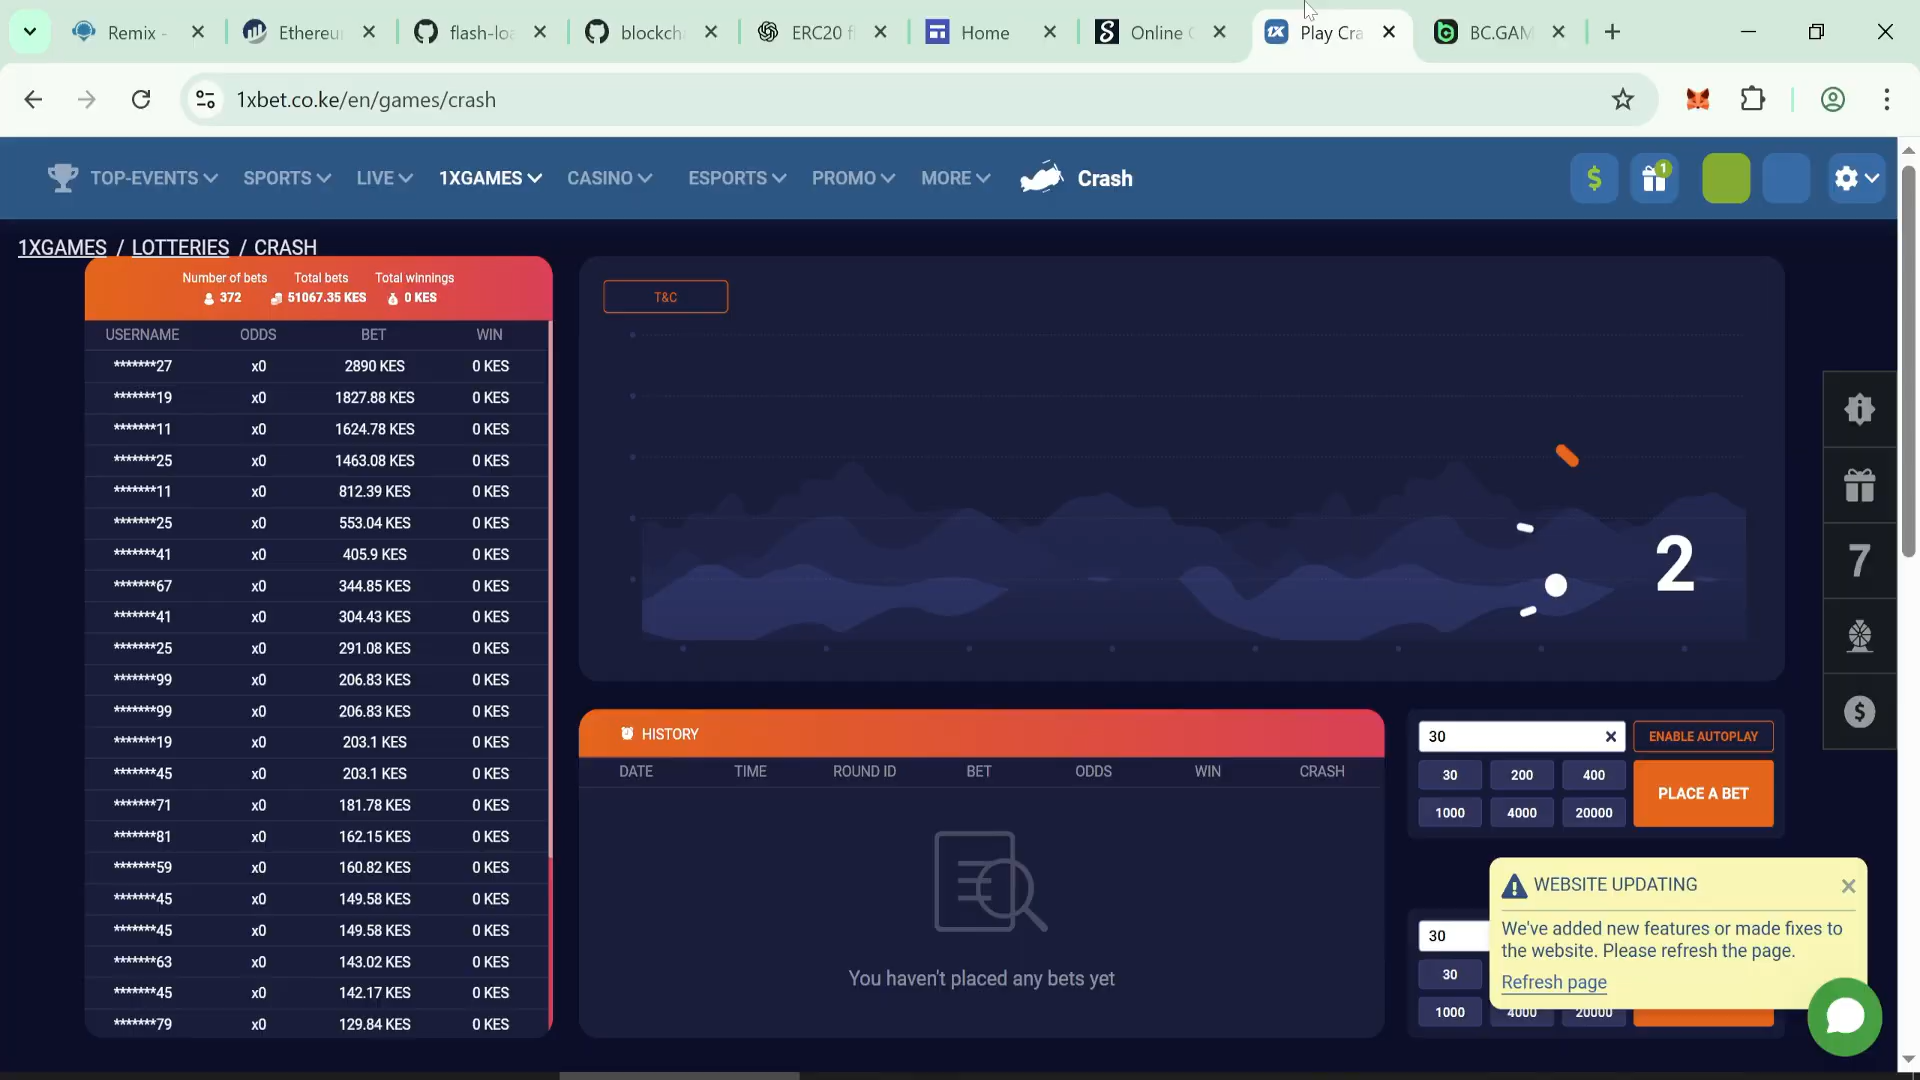 Remix -
Ethereu
flash-loa
blockch
ERC20 f
Home
Online
Play Cra
BC.GAM
1xbet.co.ke/en/games/crash
TOP-EVENTS SPORTS LIVE 1XGAMES CASINO ESPORTS PROMO MORE Crash
$ 1
1XGAMES / LOTTERIES / CRASH
Number of bets Total bets Total winnings
372 51067.35 KES 0 KES
USERNAME ODDS BET WIN
*******27 x0 2890 KES 0 KES
*******19 x0 1827.88 KES 0 KES
*******11 x0 1624.78 KES 0 KES
*******25 x0 1463.08 KES 0 KES
*******11 x0 812.39 KES 0 KES
*******25 x0 553.04 KES 0 KES
*******41 x0 405.9 KES 0 KES
*******67 x0 344.85 KES 0 KES
*******41 x0 304.43 KES 0 KES
*******25 x0 291.08 KES 0 KES
*******99 x0 206.83 KES 0 KES
*******99 x0 206.83 KES 0 KES
*******19 x0 203.1 KES 0 KES
*******45 x0 203.1 KES 0 KES
*******71 x0 181.78 KES 0 KES
*******81 x0 162.15 KES 0 KES
*******59 x0 160.82 KES 0 KES
*******45 x0 149.58 KES 0 KES
*******45 x0 149.58 KES 0 KES
*******63 x0 143.02 KES 0 KES
*******45 x0 142.17 KES 0 KES
*******79 x0 129.84 KES 0 KES
T&C
2
7
HISTORY
DATE TIME ROUND ID BET ODDS WIN CRASH
You haven't placed any bets yet
30 ENABLE AUTOPLAY
30 200 400
1000 4000 20000
PLACE A BET
30
30
1000 4000 20000
WEBSITE UPDATING
We've added new features or made fixes to
the website. Please refresh the page.
Refresh page